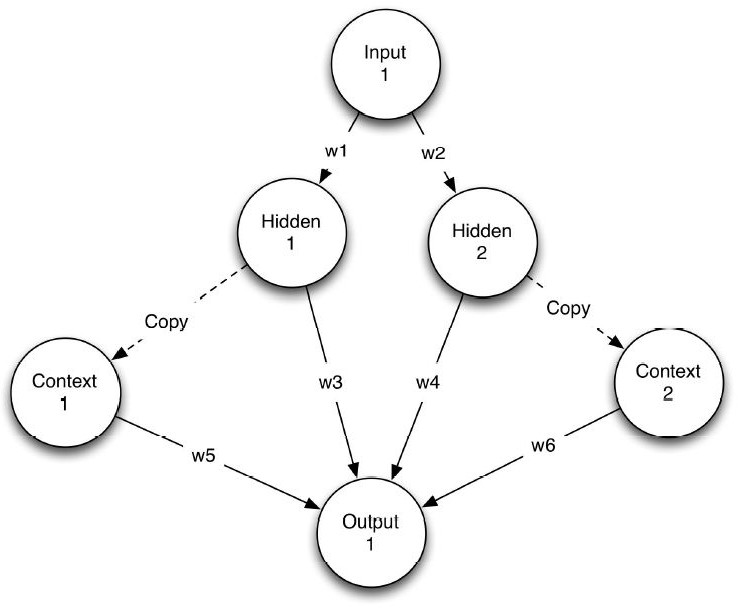 Input
1
w1
w2
Hidden
1
Hidden
2
Copy
Copy
Context
1
w3
w4
Context
2
w5
w6
Output
1